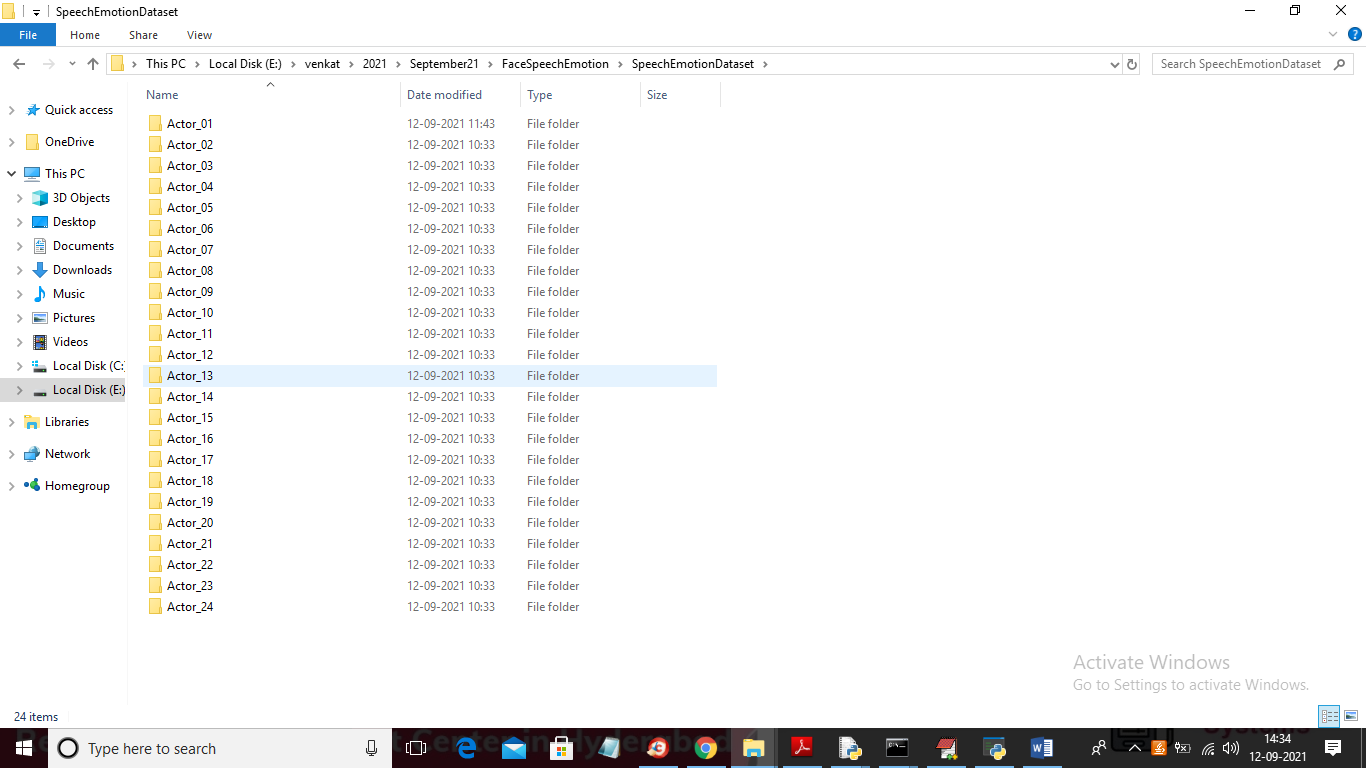 SpeechEmotionDataset
File Home Share View
This PC Local Disk (E:) venkat 2021 September21 FaceSpeechEmotion SpeechEmotionDataset
Search SpeechEmotionDataset
Name Date modified Type Size
Quick access
OneDrive
This PC
3D Objects
Desktop
Documents
Downloads
Music
Pictures
Videos
Local Disk (C:
Local Disk (E:)
Libraries
Network
Homegroup
Actor_01 12-09-2021 11:43 File folder
Actor_02 12-09-2021 10:33 File folder
Actor_03 12-09-2021 10:33 File folder
Actor_04 12-09-2021 10:33 File folder
Actor_05 12-09-2021 10:33 File folder
Actor_06 12-09-2021 10:33 File folder
Actor_07 12-09-2021 10:33 File folder
Actor_08 12-09-2021 10:33 File folder
Actor_09 12-09-2021 10:33 File folder
Actor_10 12-09-2021 10:33 File folder
Actor_11 12-09-2021 10:33 File folder
Actor_12 12-09-2021 10:33 File folder
Actor_13 12-09-2021 10:33 File folder
Actor_14 12-09-2021 10:33 File folder
Actor_15 12-09-2021 10:33 File folder
Actor_16 12-09-2021 10:33 File folder
Actor_17 12-09-2021 10:33 File folder
Actor_18 12-09-2021 10:33 File folder
Actor_19 12-09-2021 10:33 File folder
Actor_20 12-09-2021 10:33 File folder
Actor_21 12-09-2021 10:33 File folder
Actor_22 12-09-2021 10:33 File folder
Actor_23 12-09-2021 10:33 File folder
Actor_24 12-09-2021 10:33 File folder
Activate Windows
Go to Settings to activate Windows.
24 items
Type here to search
14:34
12-09-2021